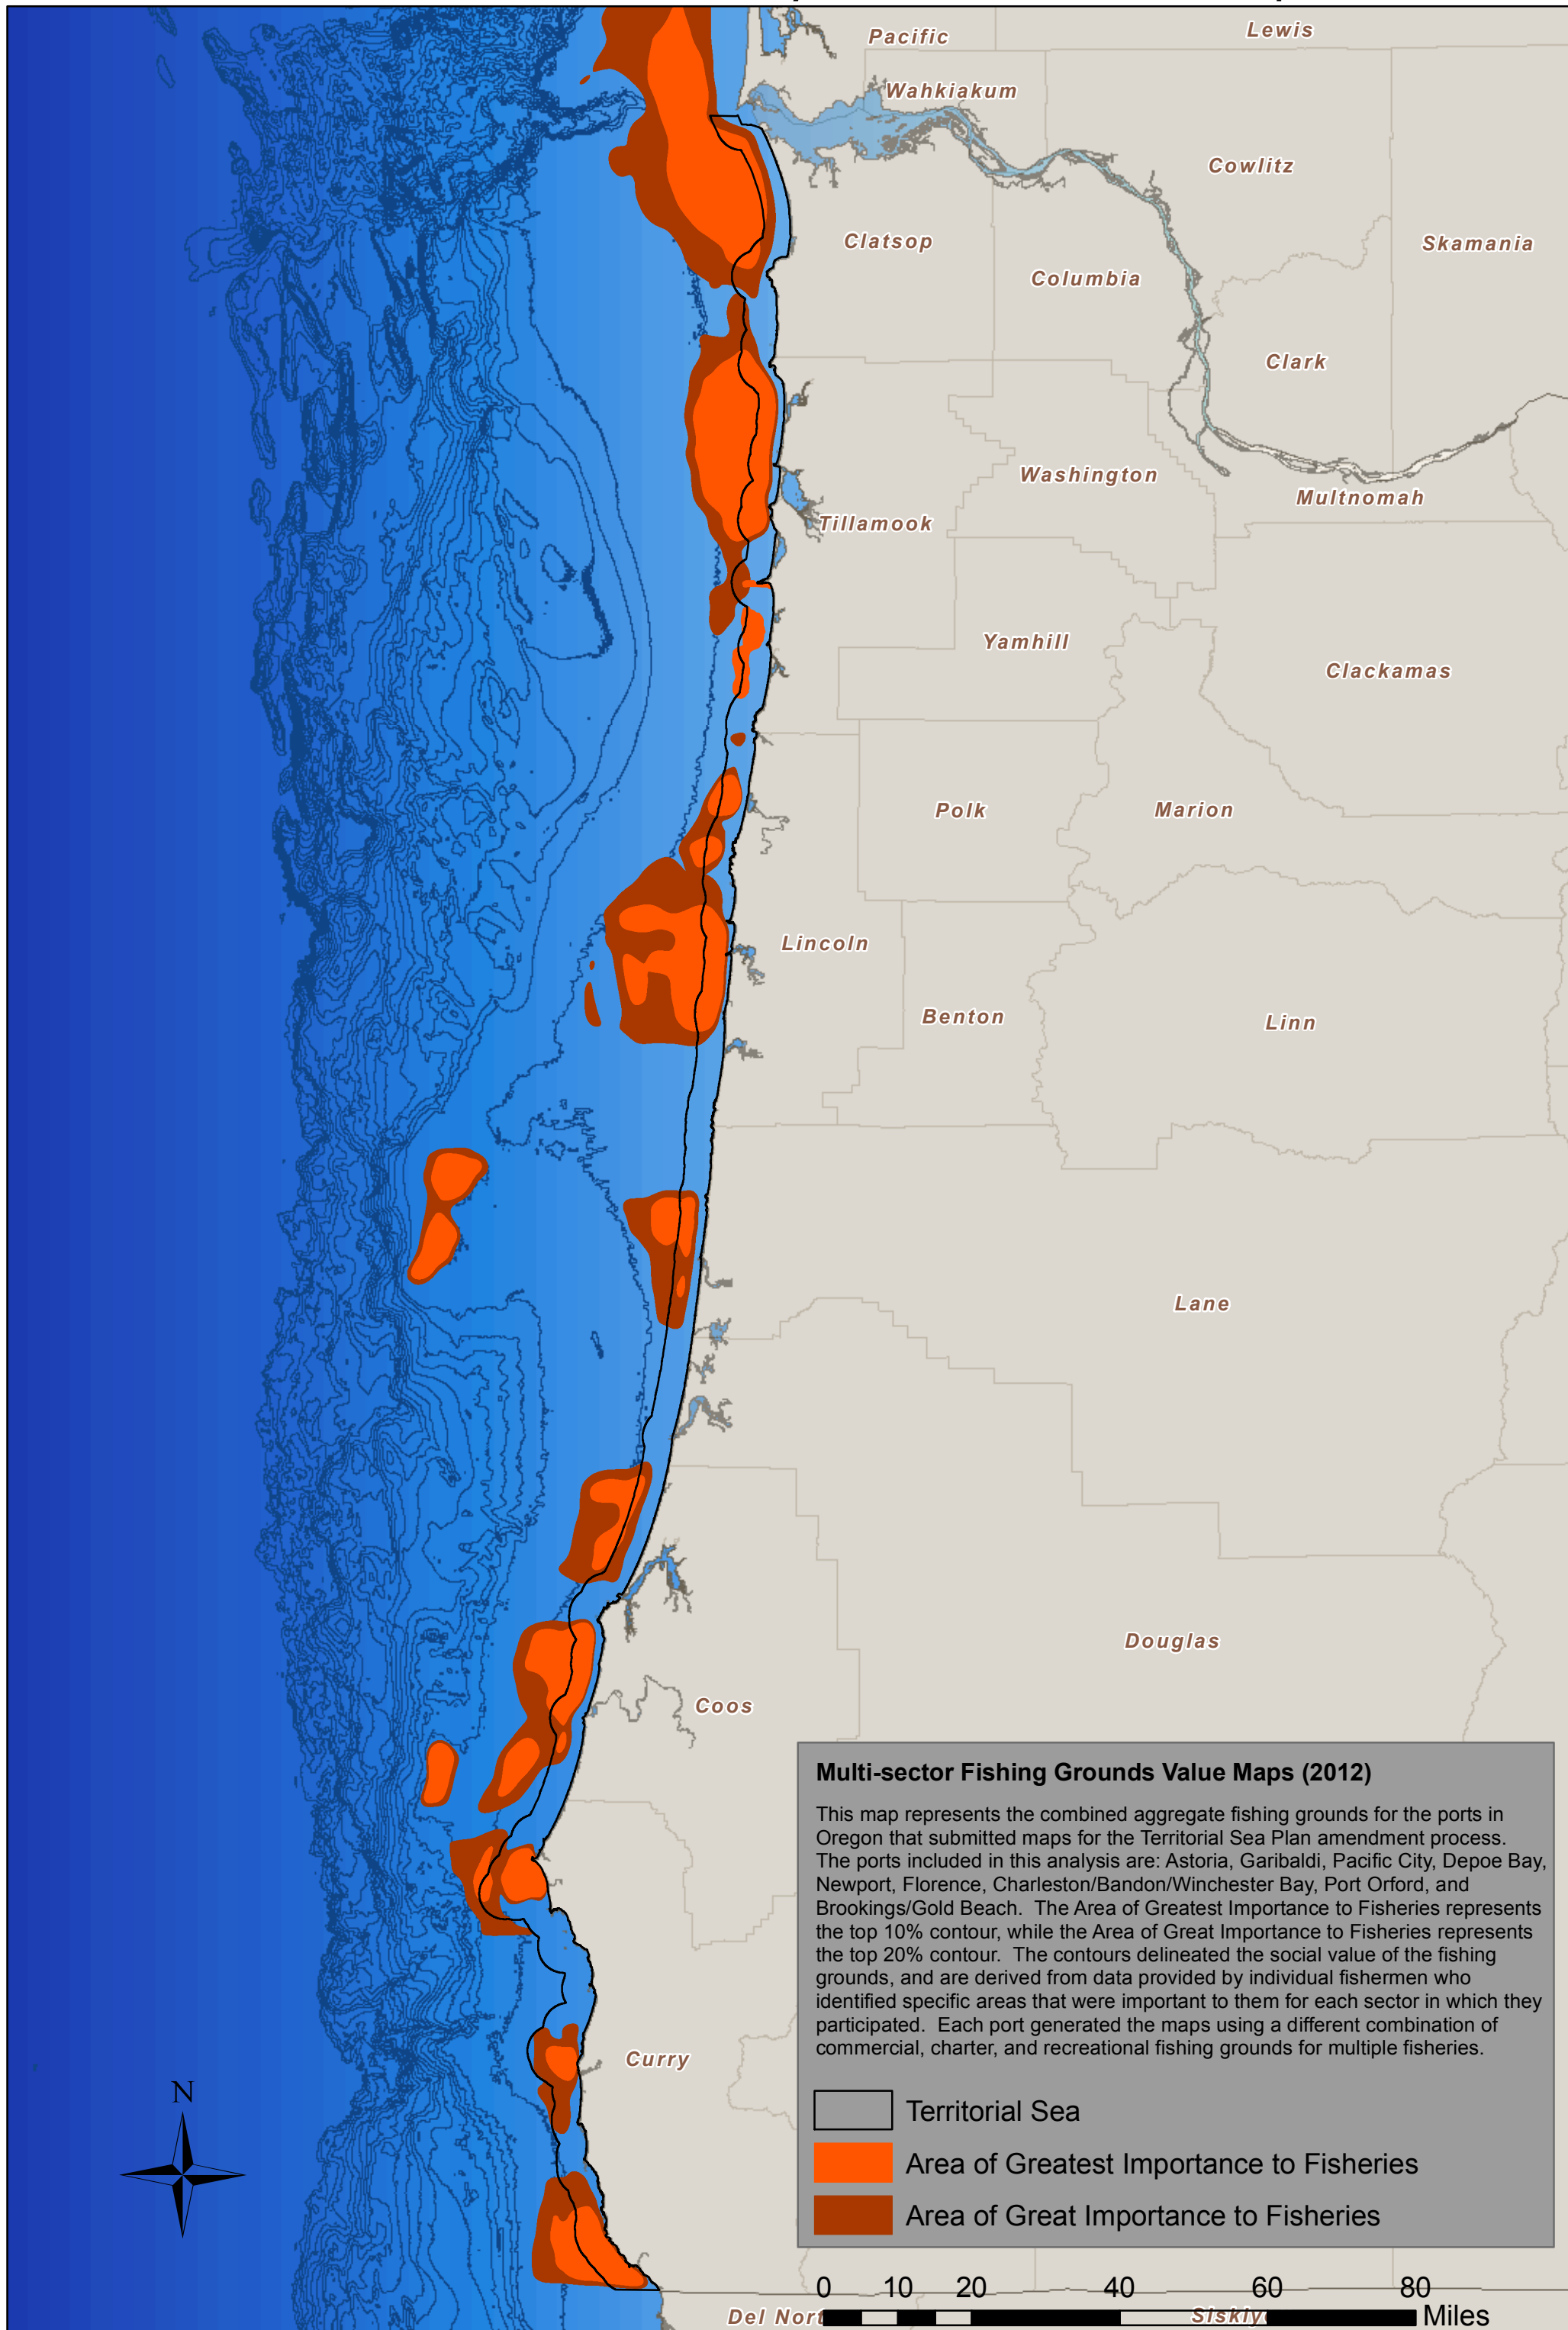 Pacific
Lewis
Wahkiakum
Cowlitz
Clatsop
Skamania
Columbia
Clark
Washington
Multnomah
Tillamook
Yamhill
Clackamas
Polk
Marion
Lincoln
Benton
Linn
Lane
Douglas
Coos
Curry
N
Multi-sector Fishing Grounds Value Maps (2012)
This map represents the combined aggregate fishing grounds for the ports in
Oregon that submitted maps for the Territorial Sea Plan amendment process.
The ports included in this analysis are: Astoria, Garibaldi, Pacific City, Depoe Bay,
Newport, Florence, Charleston/Bandon/Winchester Bay, Port Orford, and
Brookings/Gold Beach. The Area of Greatest Importance to Fisheries represents
the top 10% contour, while the Area of Great Importance to Fisheries represents
the top 20% contour. The contours delineated the social value of the fishing
grounds, and are derived from data provided by individual fishermen who
identified specific areas that were important to them for each sector in which they
participated. Each port generated the maps using a different combination of
commercial, charter, and recreational fishing grounds for multiple fisheries.
Territorial Sea
Area of Greatest Importance to Fisheries
Area of Great Importance to Fisheries
0 10 20 40 60 80
Miles
Del Nort
Siskiy